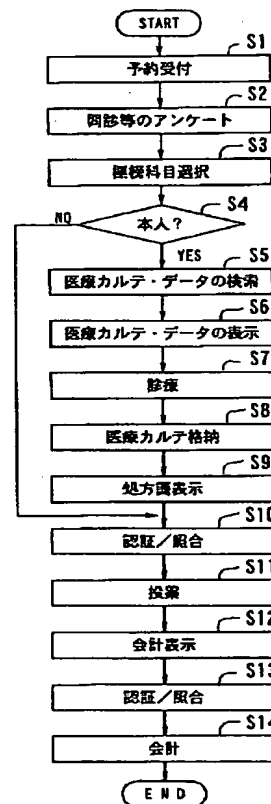 START
S1
予約受付
S2
問診等のアンケート
S3
科目選択
S4
本人?
NO
YES
S5
医療カルテ・データの検索
S6
医療カルテ・データの表示
S7
診療
S8
医療カルテ格納
S9
処方箋表示
S10
認証/照合
S11
投薬
S12
会計表示
S13
認証/照合
S14
会計
END